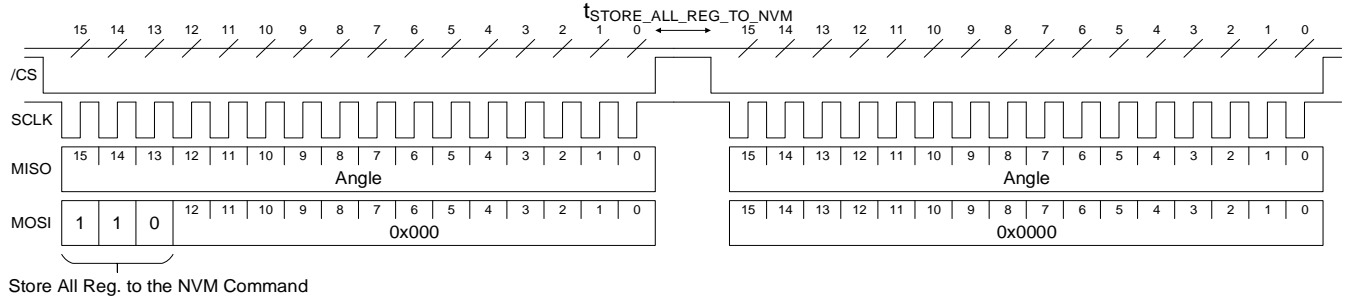 tSTORE_ALL_REG_TO_NVM
15 14 13 12 11 10 9 8 7 6 5 4 3 2 1 0 15 14 13 12 11 10 9 8 7 6 5 4 3 2 1 0
/CS
SCLK
MISO 15 14 13 12 11 10 9 8 7 6 5 4 3 2 1 0 15 14 13 12 11 10 9 8 7 6 5 4 3 2 1 0
Angle Angle
MOSI 1 1 0 12 11 10 9 8 7 6 5 4 3 2 1 0 15 14 13 12 11 10 9 8 7 6 5 4 3 2 1 0
0x000 0x0000
Store All Reg. to the NVM Command